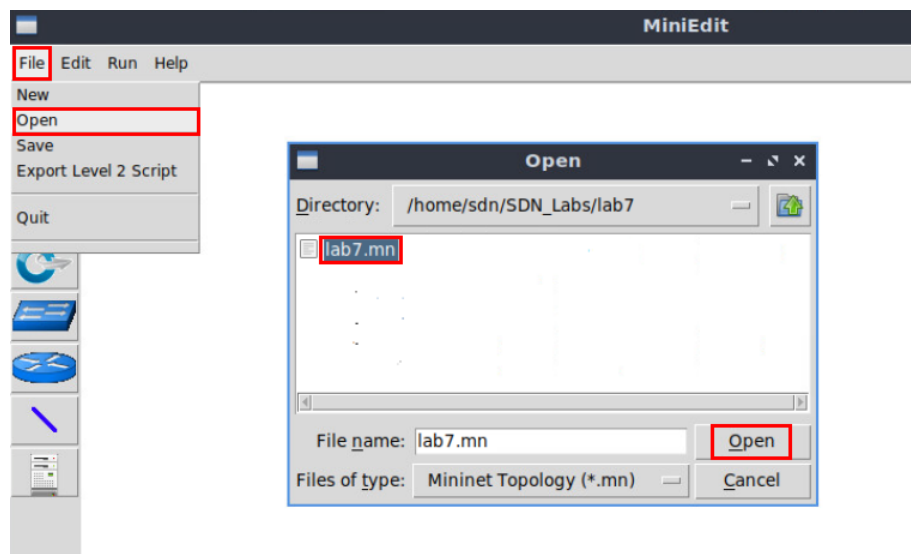 MiniEdit
File Edit Run Help
New
Open
Save
Export Level 2 Script
Quit
Open
Directory: /home/sdn/SDN_Labs/lab7
lab7.mn
File name: lab7.mn Open
Files of type: Mininet Topology (*.mn) Cancel